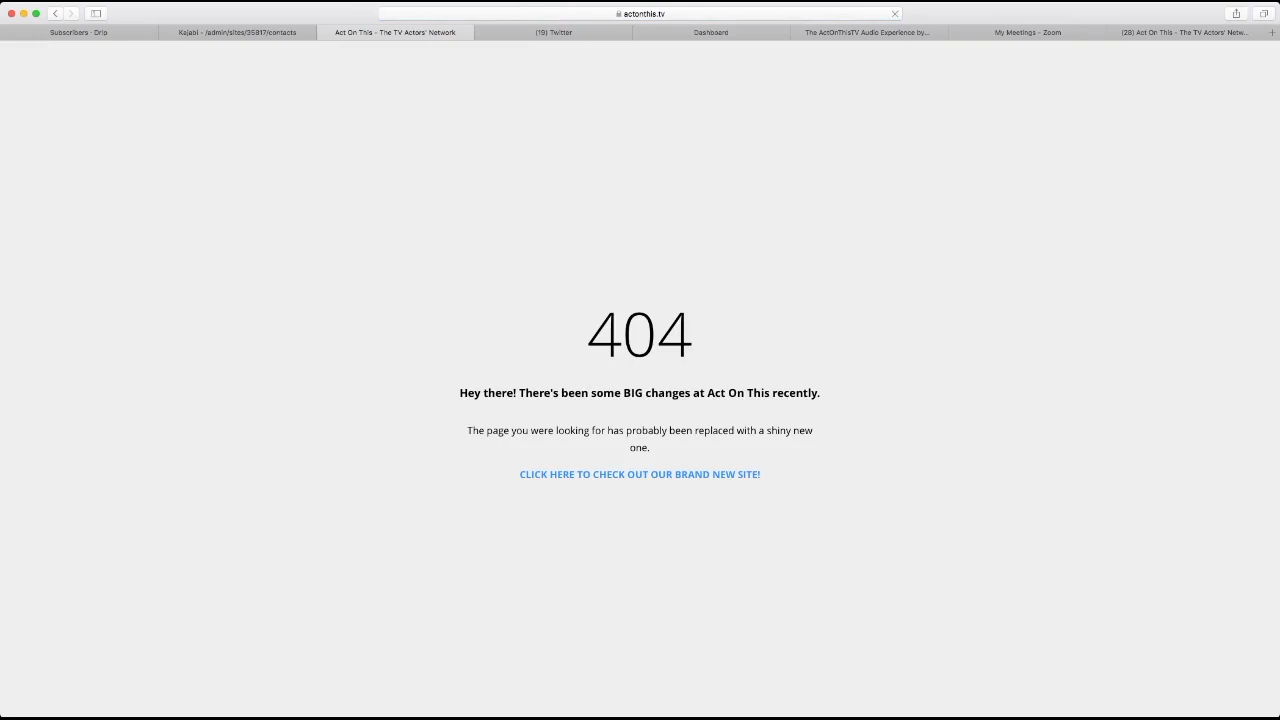 actonthis.tv
Subscribers · Drip
Kajabi - /admin/sites/35817/contacts
Act On This - The TV Actors' Network
(19) Twitter
Dashboard
The ActOnThisTV Audio Experience by...
My Meetings - Zoom
(28) Act On This - The TV Actors' Netw...
404
Hey there! There's been some BIG changes at Act On This recently.
The page you were looking for has probably been replaced with a shiny new
one.
CLICK HERE TO CHECK OUT OUR BRAND NEW SITE!